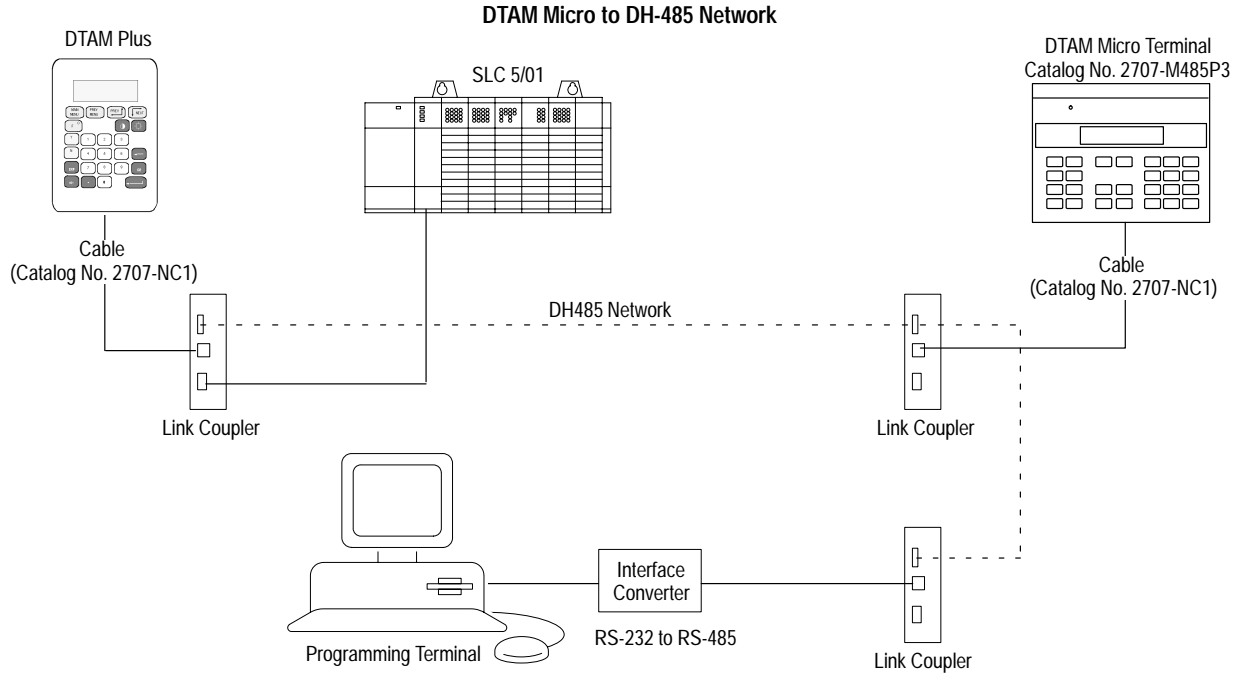 DTAM Micro to DH-485 Network
DTAM Plus
SLC 5/01
DTAM Micro Terminal
Catalog No. 2707-M485P3
Cable
(Catalog No. 2707-NC1)
Cable
(Catalog No. 2707-NC1)
DH485 Network
Link Coupler
Link Coupler
Interface
Converter
RS-232 to RS-485
Programming Terminal
Link Coupler